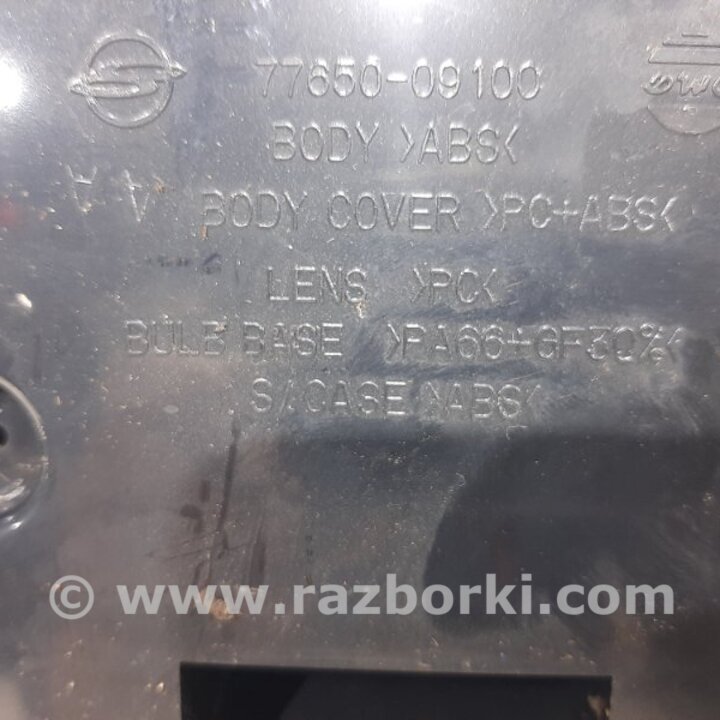 77650-09100
BODY >ABS<
BODY COVER >PC+ABS<
LENS >PC<
BULB BASE >PA66+GF30%<
S/CASE >ABS<
© www.razborki.com